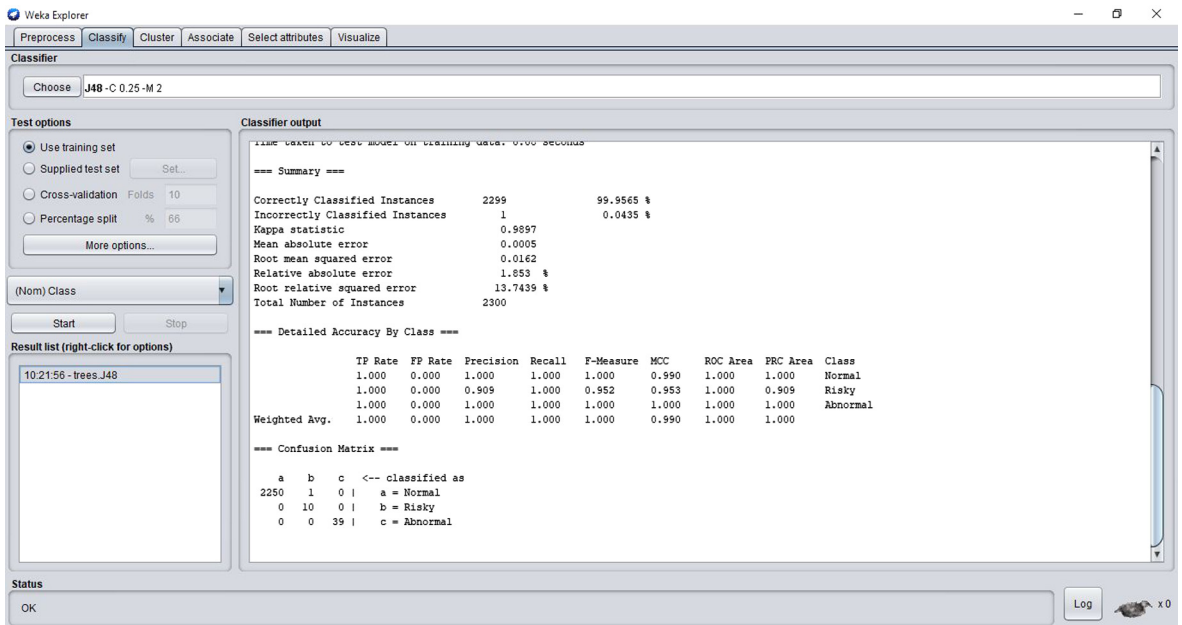 Weka Explorer
Preprocess Classify Cluster Associate Select attributes Visualize
Classifier
Choose J48 -C 0.25 -M 2
Test options
Use training set
Supplied test set Set...
Cross-validation Folds 10
Percentage split % 66
More options...
(Nom) Class
Start Stop
Result list (right-click for options)
10:21:56 - trees.J48
Classifier output
Time taken to test model on training data: seconds
=== Summary ===
Correctly Classified Instances 2299 99.9565 %
Incorrectly Classified Instances 1 0.0435 %
Kappa statistic 0.9897
Mean absolute error 0.0005
Root mean squared error 0.0162
Relative absolute error 1.853 %
Root relative squared error 13.7439 %
Total Number of Instances 2300
=== Detailed Accuracy By Class ===
TP Rate FP Rate Precision Recall F-Measure MCC ROC Area PRC Area Class
1.000 0.000 1.000 1.000 1.000 0.990 1.000 1.000 Normal
1.000 0.000 0.909 1.000 0.952 0.953 1.000 0.909 Risky
1.000 0.000 1.000 1.000 1.000 1.000 1.000 1.000 Abnormal
Weighted Avg. 1.000 0.000 1.000 1.000 1.000 0.990 1.000 1.000
=== Confusion Matrix ===
a b c <-- classified as
2250 1 0 | a = Normal
0 10 0 | b = Risky
0 0 39 | c = Abnormal
Status
OK
Log x 0